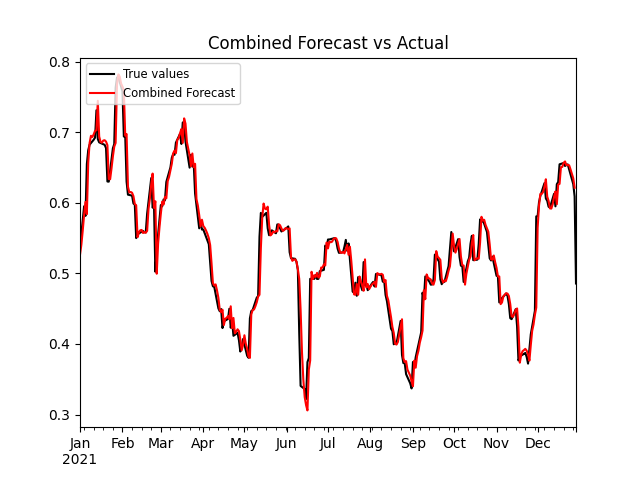 Combined Forecast vs Actual
True values
Combined Forecast
0.8
0.7
0.6
0.5
0.4
0.3
Jan Feb Mar Apr May Jun Jul Aug Sep Oct Nov Dec
2021